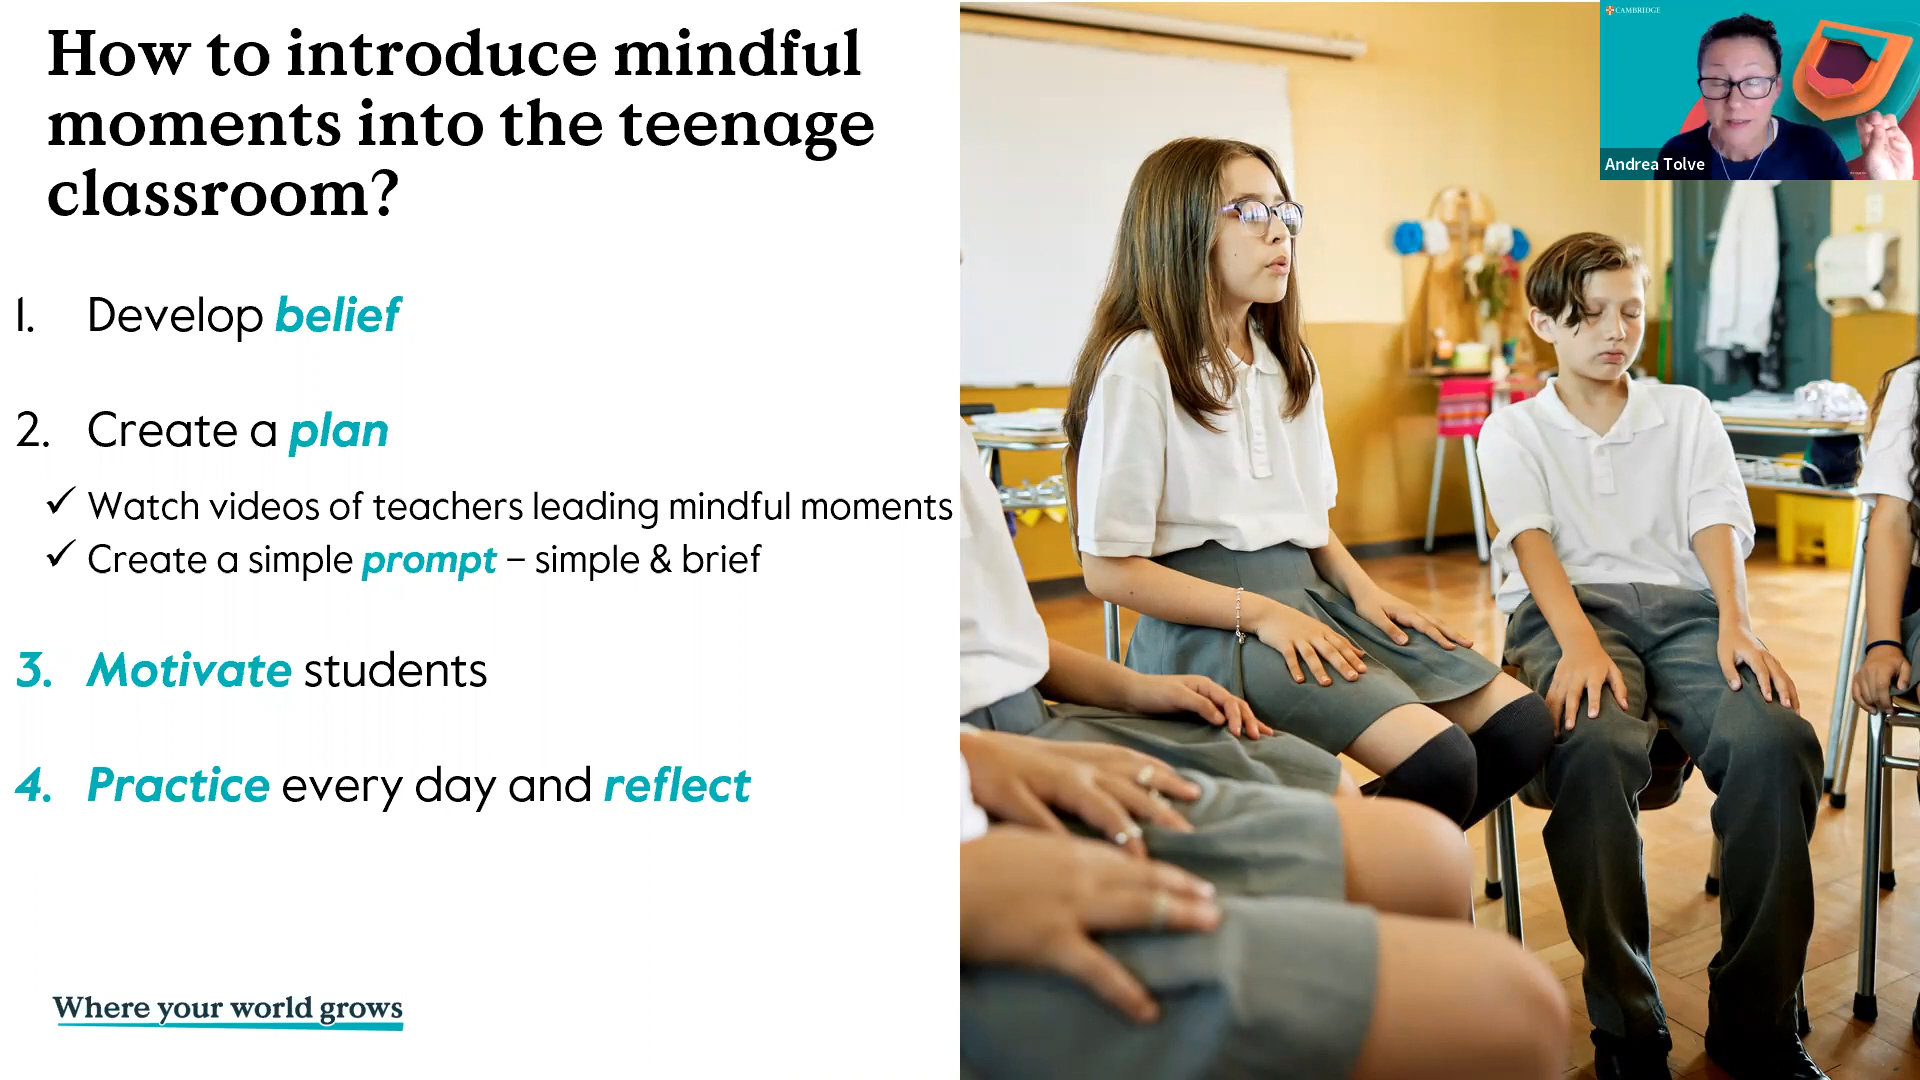 How to introduce mindful
moments into the teenage
classroom?
1. Develop belief
2. Create a plan
✓ Watch videos of teachers leading mindful moments
✓ Create a simple prompt – simple & brief
3. Motivate students
4. Practice every day and reflect
Where your world grows
CAMBRIDGE
Andrea Tolve